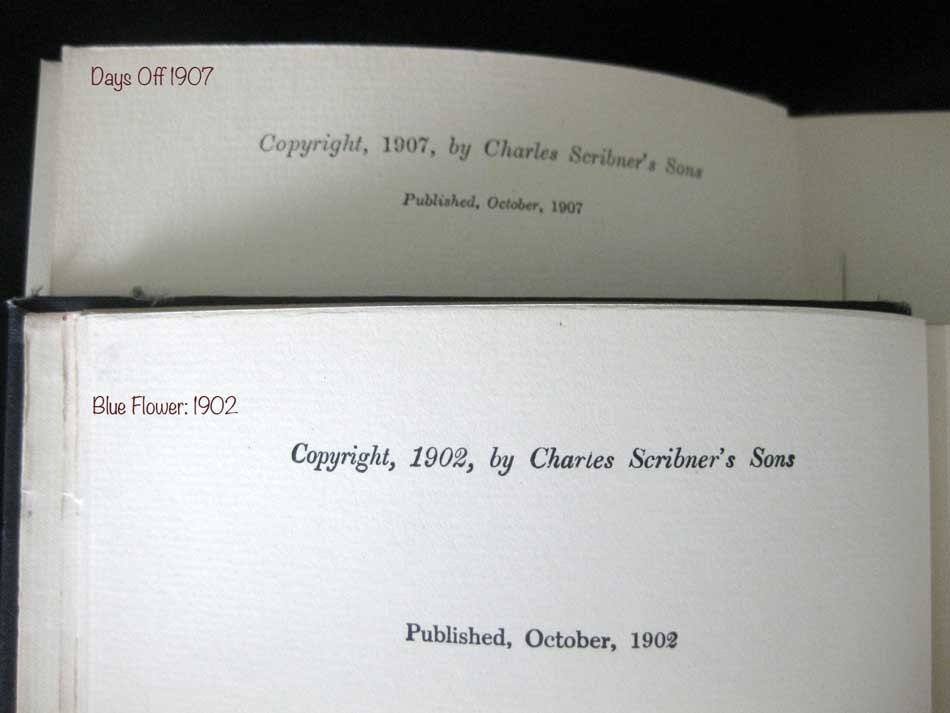 Days Off 1907
Copyright, 1907, by Charles Scribner's Sons
Published, October, 1907
Blue Flower: 1902
Copyright, 1902, by Charles Scribner's Sons
Published, October, 1902